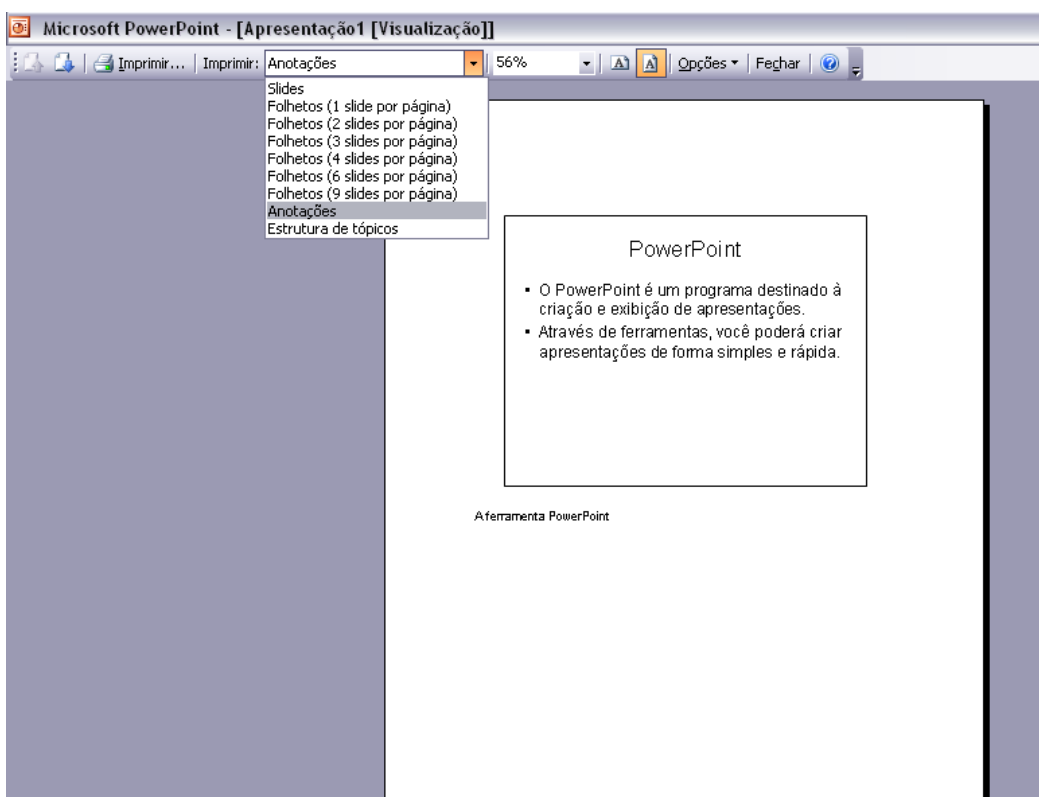 Microsoft PowerPoint - [Apresentação1 [Visualização]]
Imprimir... Imprimir: Anotações 56% A A Opções Fechar ?
Slides
Folhetos (1 slide por página)
Folhetos (2 slides por página)
Folhetos (3 slides por página)
Folhetos (4 slides por página)
Folhetos (6 slides por página)
Folhetos (9 slides por página)
Anotações
Estrutura de tópicos
PowerPoint
▪ O PowerPoint é um programa destinado à
criação e exibição de apresentações.
▪ Através de ferramentas, você poderá criar
apresentações de forma simples e rápida.
A ferramenta PowerPoint